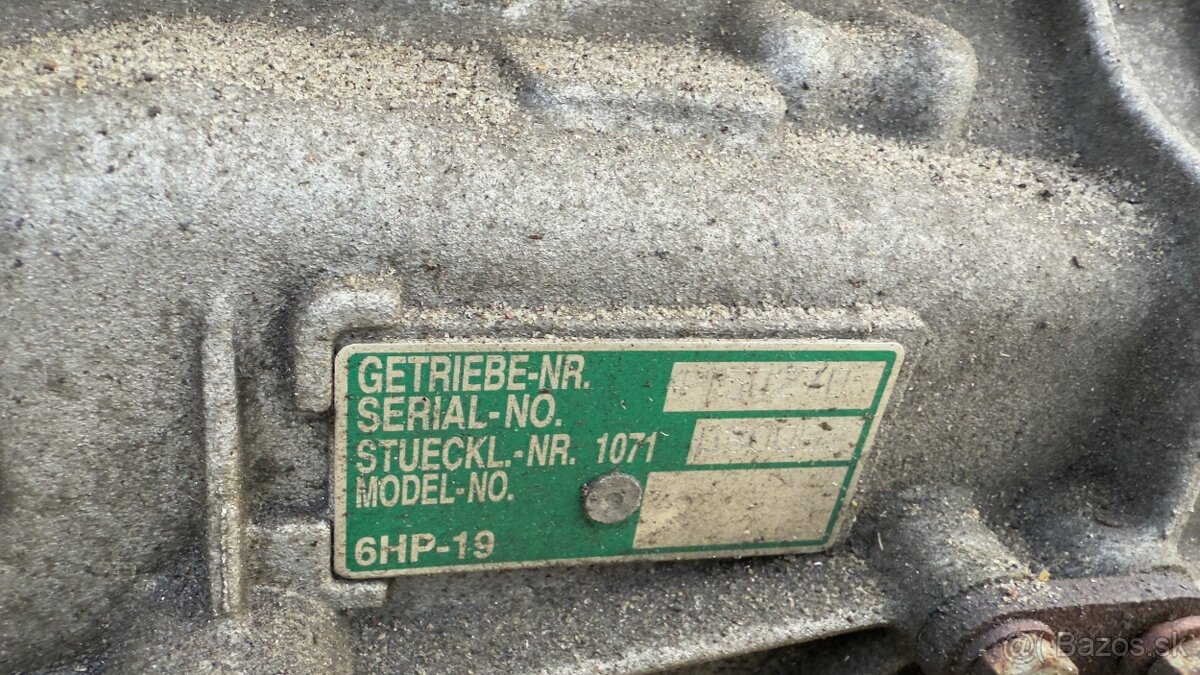 GETRIEBE-NR.
SERIAL-NO.
STUECKL.-NR. 1071
MODEL-NO.
6HP-19
@ Bazos.sk